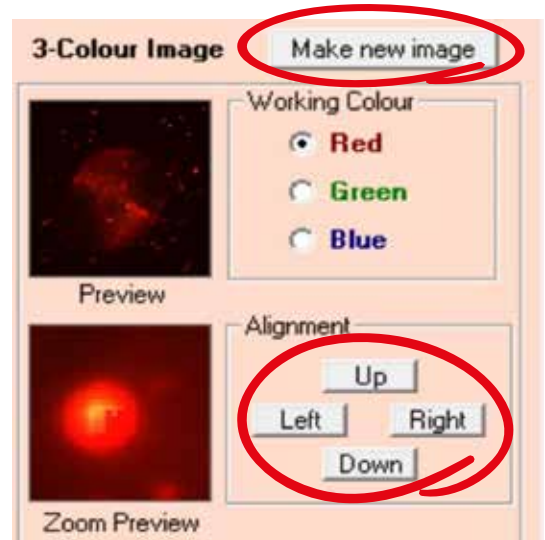 3-Colour Image Make new image
Working Colour
Red
Green
Blue
Preview
Alignment
Up
Left Right
Down
Zoom Preview